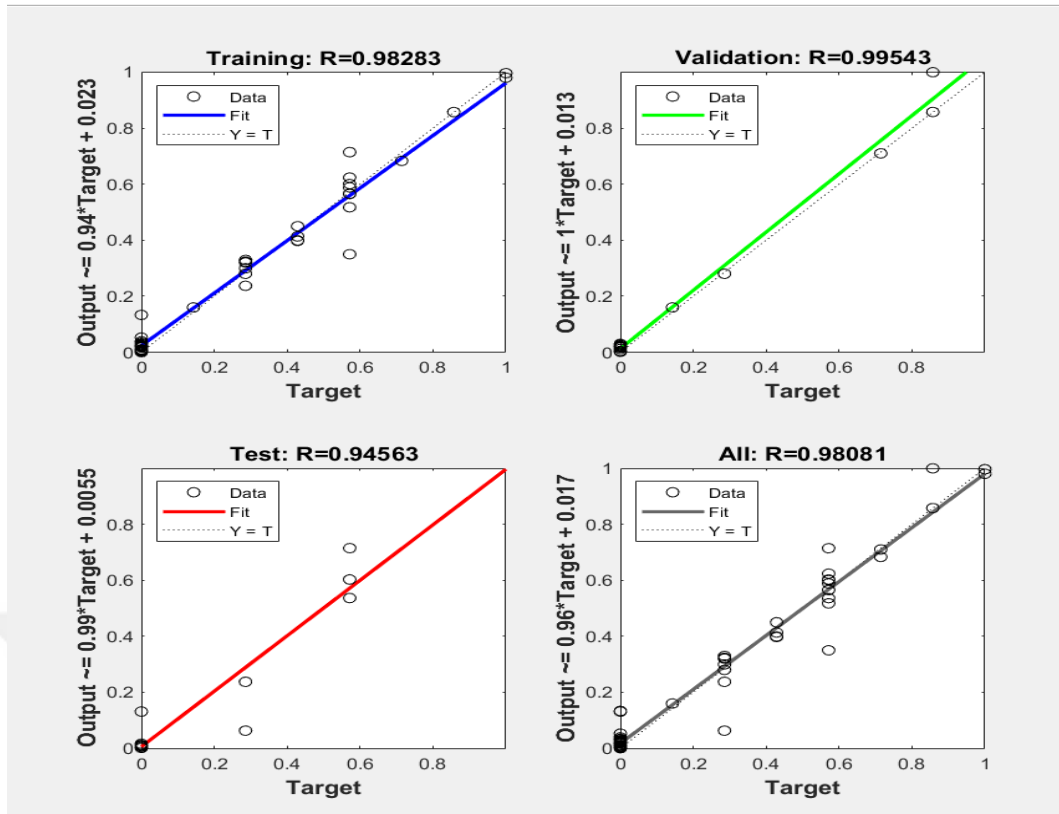 Training: R=0.98283
Output ~= 0.94*Target + 0.023
1
0.8
0.6
0.4
0.2
0
Data
Fit
Y = T
0 0.2 0.4 0.6 0.8 1
Target
Validation: R=0.99543
Output ~= 1*Target + 0.013
1
0.8
0.6
0.4
0.2
0
Data
Fit
Y = T
0 0.2 0.4 0.6 0.8
Target
Test: R=0.94563
Output ~= 0.99*Target + 0.0055
0.8
0.6
0.4
0.2
0
Data
Fit
Y = T
0 0.2 0.4 0.6 0.8
Target
All: R=0.98081
Output ~= 0.96*Target + 0.017
1
0.8
0.6
0.4
0.2
0
Data
Fit
Y = T
0 0.2 0.4 0.6 0.8 1
Target